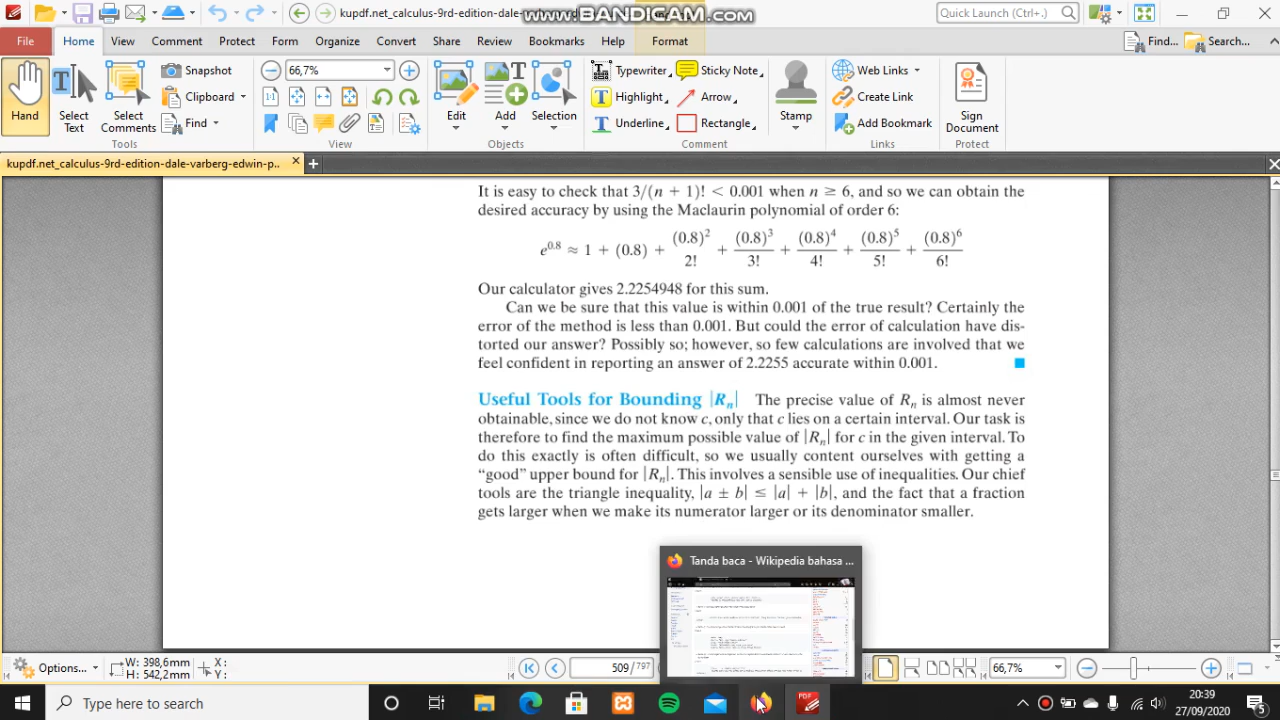 kupdf.net_calculus-9rd-edition-dale-
www.BANDICAM.com
Quick Launch (Ctrl+.)
File
Home
View
Comment
Protect
Form
Organize
Convert
Share
Review
Bookmarks
Help
Format
Find...
Search...
Hand
Select Text
Select Comments
Snapshot
Clipboard
Find
Tools
66,7%
View
Edit
Add
Selection
Objects
Typewriter
Highlight
Underline
Sticky Note
Arrow
Rectangle
Stamp
Comment
Web Links
Create Link
Add Bookmark
Links
Sign Document
Protect
kupdf.net_calculus-9rd-edition-dale-varberg-edwin-p...
It is easy to check that 3/(n + 1)! < 0.001 when n ≥ 6, and so we can obtain the
desired accuracy by using the Maclaurin polynomial of order 6:
e^0.8 ≈ 1 + (0.8) + (0.8)²/2! + (0.8)³/3! + (0.8)⁴/4! + (0.8)⁵/5! + (0.8)⁶/6!
Our calculator gives 2.2254948 for this sum.
Can we be sure that this value is within 0.001 of the true result? Certainly the
error of the method is less than 0.001. But could the error of calculation have dis-
torted our answer? Possibly so; however, so few calculations are involved that we
feel confident in reporting an answer of 2.2255 accurate within 0.001.
Useful Tools for Bounding |Rₙ| The precise value of Rₙ is almost never
obtainable, since we do not know c, only that c lies on a certain interval. Our task is
therefore to find the maximum possible value of |Rₙ| for c in the given interval. To
do this exactly is often difficult, so we usually content ourselves with getting a
“good” upper bound for |Rₙ|. This involves a sensible use of inequalities. Our chief
tools are the triangle inequality, |a ± b| ≤ |a| + |b|, and the fact that a fraction
gets larger when we make its numerator larger or its denominator smaller.
Tanda baca - Wikipedia bahasa ...
Options...
W: 398,6mm
X:
509 / 797
66,7%
Type here to search
PDF
20:39
27/09/2020
5